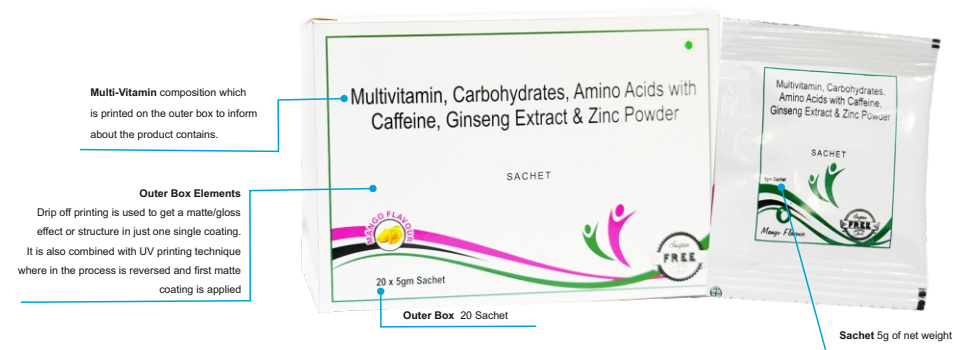 Multi-Vitamin composition which
is printed on the outer box to inform
about the product contains.
Outer Box Elements
Drip off printing is used to get a matte/gloss
effect or structure in just one single coating.
It is also combined with UV printing technique
where in the process is reversed and first matte
coating is applied
Multivitamin, Carbohydrates, Amino Acids with
Caffeine, Ginseng Extract & Zinc Powder
SACHET
MANGO FLAVOUR
Sugar
FREE
20 x 5gm Sachet
Outer Box 20 Sachet
Multivitamin, Carbohydrates,
Amino Acids with Caffeine,
Ginseng Extract & Zinc Powder
SACHET
5gm Sachet
Mango Flavour
Sugar
FREE
Sachet 5g of net weight